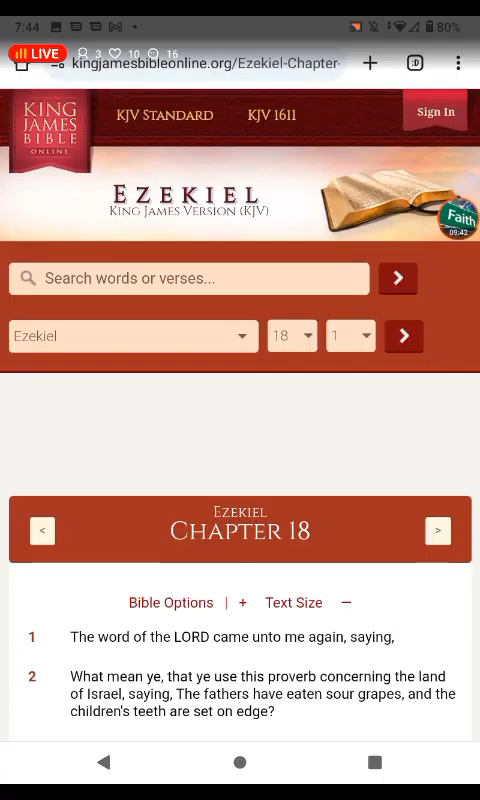 7:44 80%
LIVE 3 10 16
kingjamesbibleonline.org/Ezekiel-Chapter-
:D
KING
JAMES
BIBLE
ONLINE
KJV STANDARD KJV 1611
Sign In
EZEKIEL
KING JAMES VERSION (KJV)
Faith
09:42
Search words or verses...
>
Ezekiel 18 1 >
EZEKIEL
< CHAPTER 18 >
Bible Options | + Text Size —
1 The word of the LORD came unto me again, saying,
2 What mean ye, that ye use this proverb concerning the land
of Israel, saying, The fathers have eaten sour grapes, and the
children's teeth are set on edge?